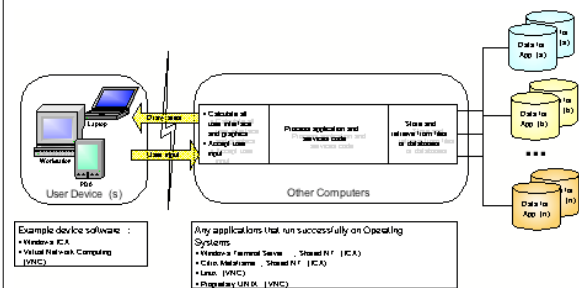 Data for
App (a)
(a)
Data for
App (b)
(b)
Data for
App (n)
(n)
Laptop
Workstation
PDA
User Device (s)
Draw
User input
• Calculate all
user interface
and graphics
• Accept user
input
Process application and
services code
Store and
retrieve from files
or databases
Other Computers
Example device software :
• Windows ICA
• Virtual Network Computing
(VNC)
Any applications that run successfully on Operating
Systems
• Windows Terminal Server , Shared NT (ICA)
• Citrix Metaframe , Shared NT (ICA)
• Linux (VNC)
• Proprietary UNIX (VNC)